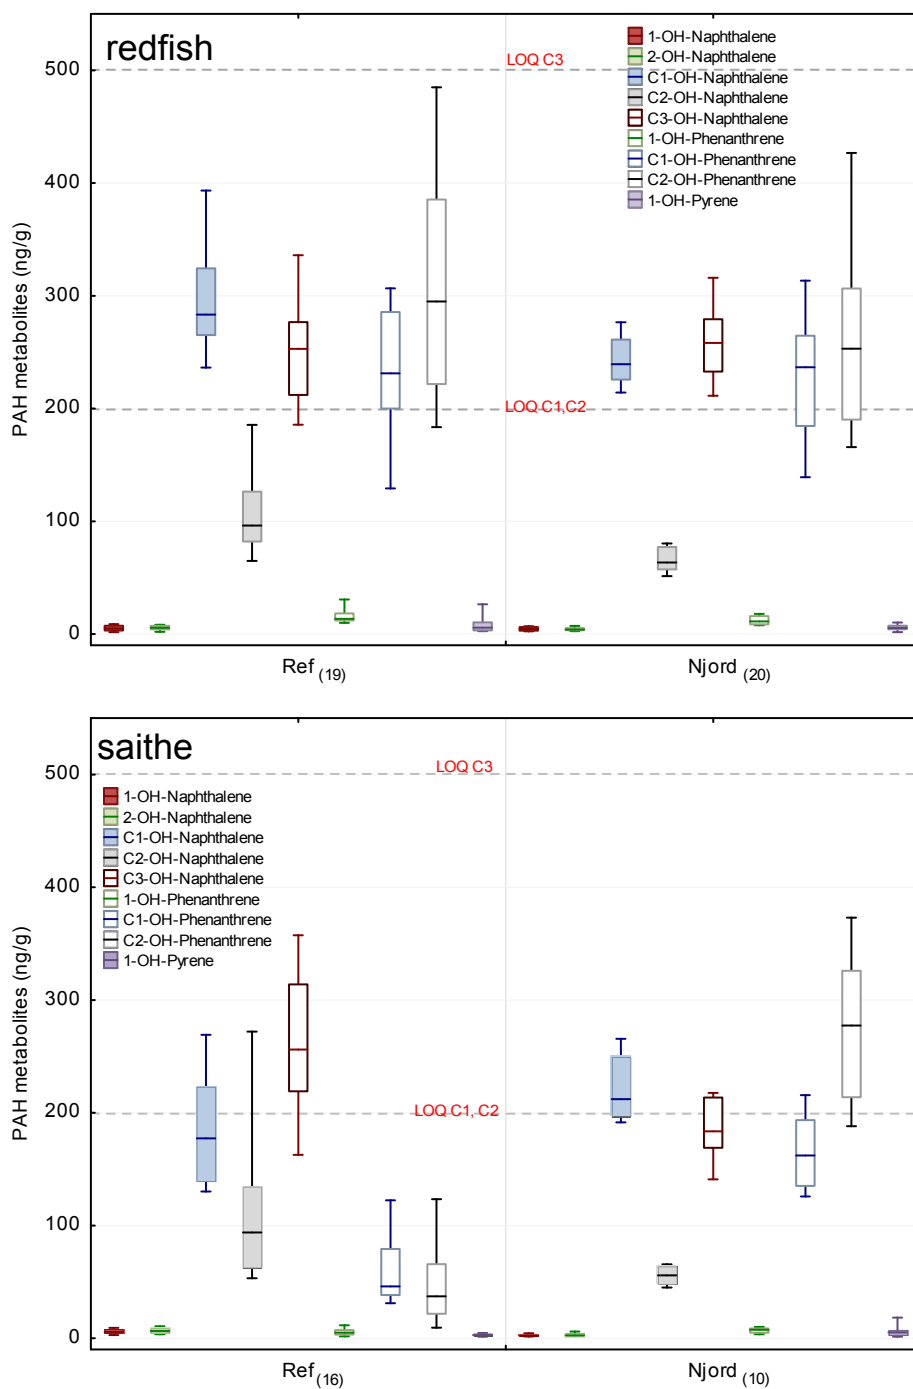 redfish
LOQ C3
1-OH-Naphthalene
2-OH-Naphthalene
C1-OH-Naphthalene
C2-OH-Naphthalene
C3-OH-Naphthalene
1-OH-Phenanthrene
C1-OH-Phenanthrene
C2-OH-Phenanthrene
1-OH-Pyrene
PAH metabolites (ng/g)
500
400
300
200
100
0
LOQ C1,C2
Ref (19)
Njord (20)
saithe
LOQ C3
1-OH-Naphthalene
2-OH-Naphthalene
C1-OH-Naphthalene
C2-OH-Naphthalene
C3-OH-Naphthalene
1-OH-Phenanthrene
C1-OH-Phenanthrene
C2-OH-Phenanthrene
1-OH-Pyrene
PAH metabolites (ng/g)
500
400
300
200
100
0
LOQ C1, C2
Ref (16)
Njord (10)